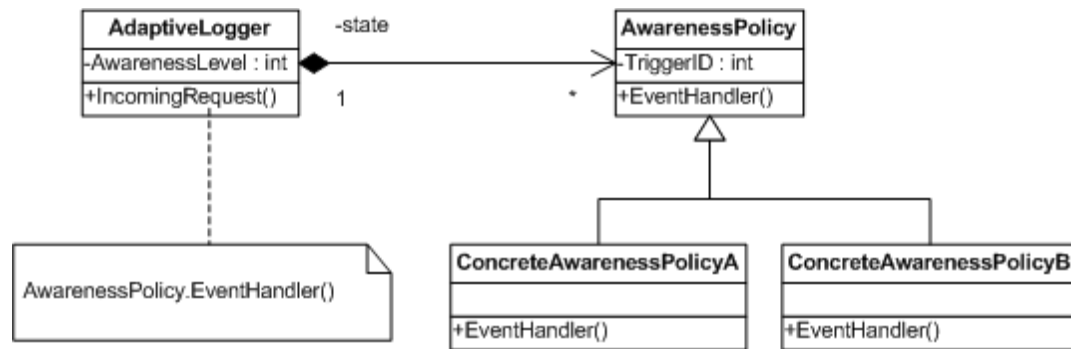 AdaptiveLogger
-AwarenessLevel : int
+IncomingRequest()
-state
1
*
AwarenessPolicy
-TriggerID : int
+EventHandler()
AwarenessPolicy.EventHandler()
ConcreteAwarenessPolicyA
+EventHandler()
ConcreteAwarenessPolicyB
+EventHandler()